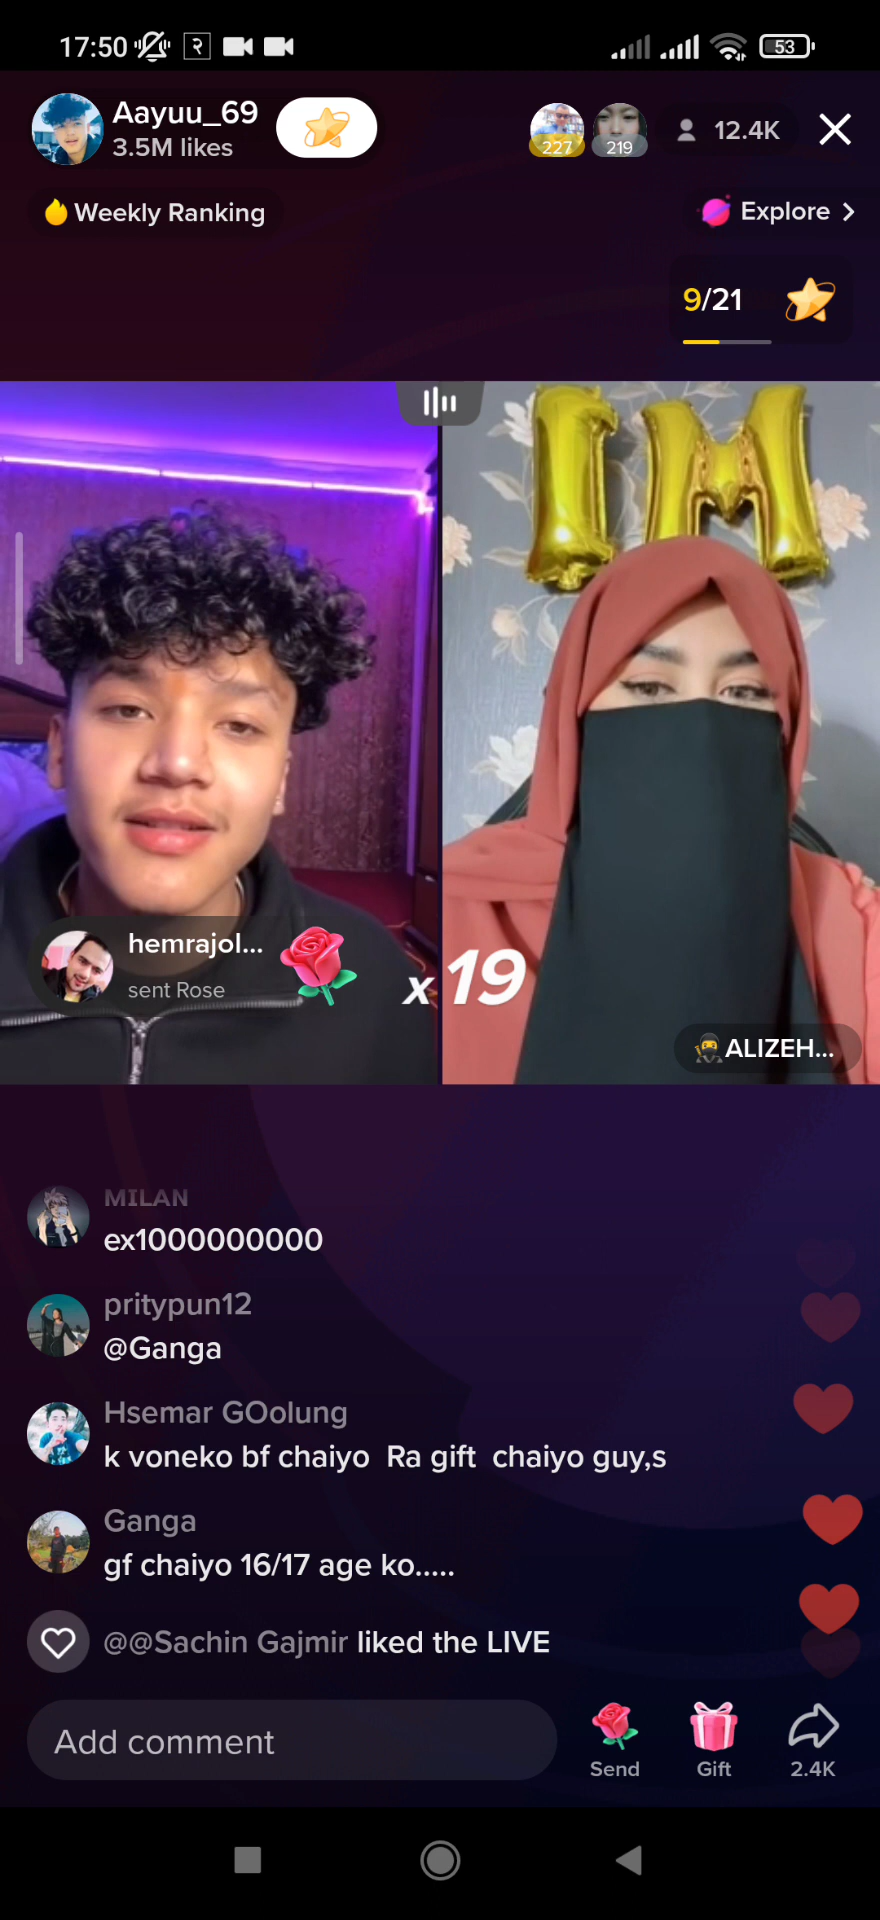 17:50
२
53
Aayuu_69
3.5M likes
227
219
12.4K
Weekly Ranking
Explore
9/21
IM
hemrajol...
sent Rose
x19
ALIZEH...
MILAN
ex1000000000
pritypun12
@Ganga
Hsemar GOolung
k voneko bf chaiyo Ra gift chaiyo guy,s
Ganga
gf chaiyo 16/17 age ko.....
@@Sachin Gajmir liked the LIVE
Add comment
Send
Gift
2.4K